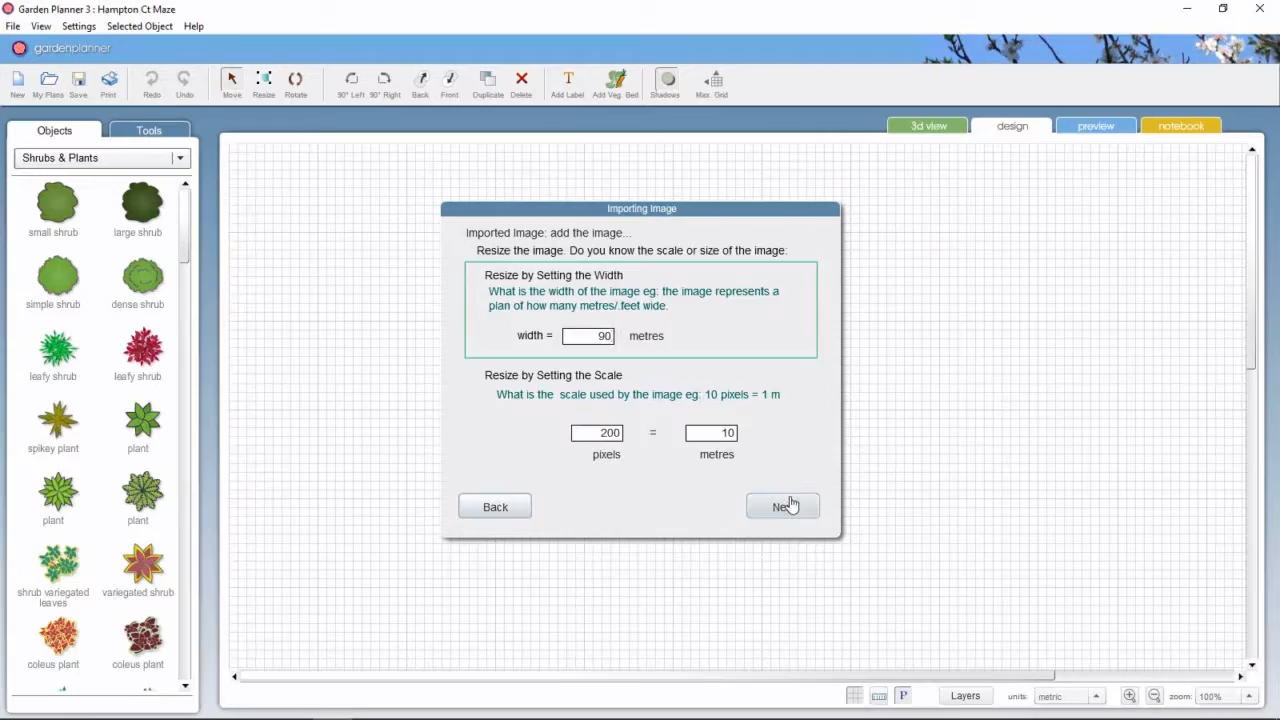 Garden Planner 3 : Hampton Ct Maze
File View Settings Selected Object Help
gardenplanner
New My Plans Save Print Redo Undo Move Resize Rotate 90° Left 90° Right Back Front Duplicate Delete Add Label Add Veg. Bed Shadows Max. Grid
Objects Tools
3d view design preview notebook
Shrubs & Plants
small shrub large shrub
simple shrub dense shrub
leafy shrub leafy shrub
spikey plant plant
plant plant
shrub variegated leaves variegated shrub
coleus plant coleus plant
Importing Image
Imported Image: add the image...
Resize the image. Do you know the scale or size of the image:
Resize by Setting the Width
What is the width of the image eg: the image represents a
plan of how many metres/.feet wide.
width = 90 metres
Resize by Setting the Scale
What is the scale used by the image eg: 10 pixels = 1 m
200 = 10
pixels metres
Back
P Layers units: metric zoom: 100%